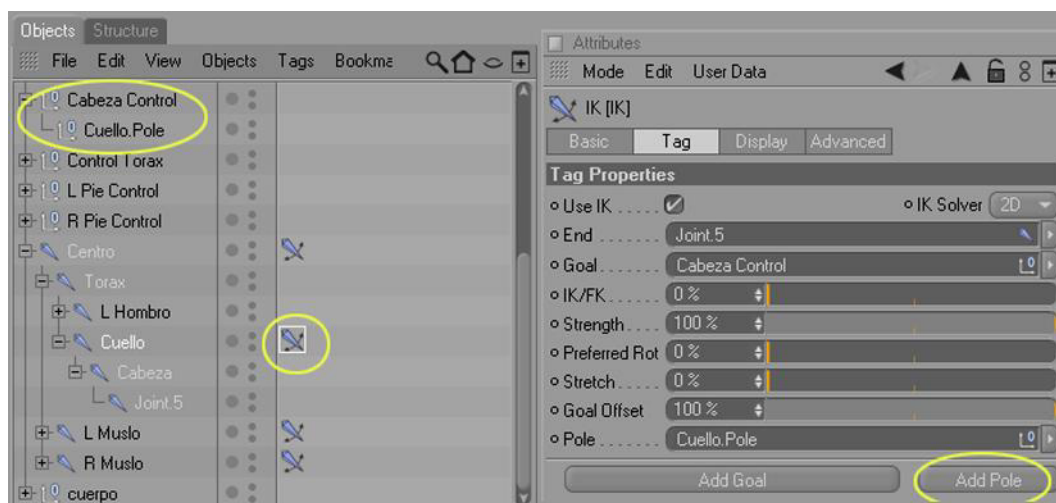 Objects Structure
File Edit View Objects Tags Bookma
Cabeza Control
Cuello.Pole
Control Torax
L Pie Control
R Pie Control
Centro
Torax
L Hombro
Cuello
Cabeza
Joint.5
L Muslo
R Muslo
cuerpo
Attributes
Mode Edit User Data
IK [IK]
Basic Tag Display Advanced
Tag Properties
Use IK ..... IK Solver 2D
End ....... Joint.5
Goal....... Cabeza Control
IK/FK...... 0 %
Strength.... 100 %
Preferred Rot 0 %
Stretch..... 0 %
Goal Offset 100 %
Pole....... Cuello.Pole
Add Goal Add Pole